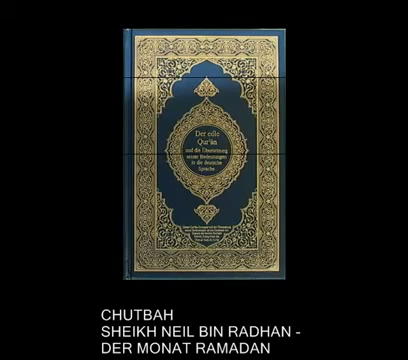 Der edle
Qur'ân
und die Übersetzung
seiner Bedeutungen
in die deutsche
Sprache
CHUTBAH
SHEIKH NEIL BIN RADHAN -
DER MONAT RAMADAN